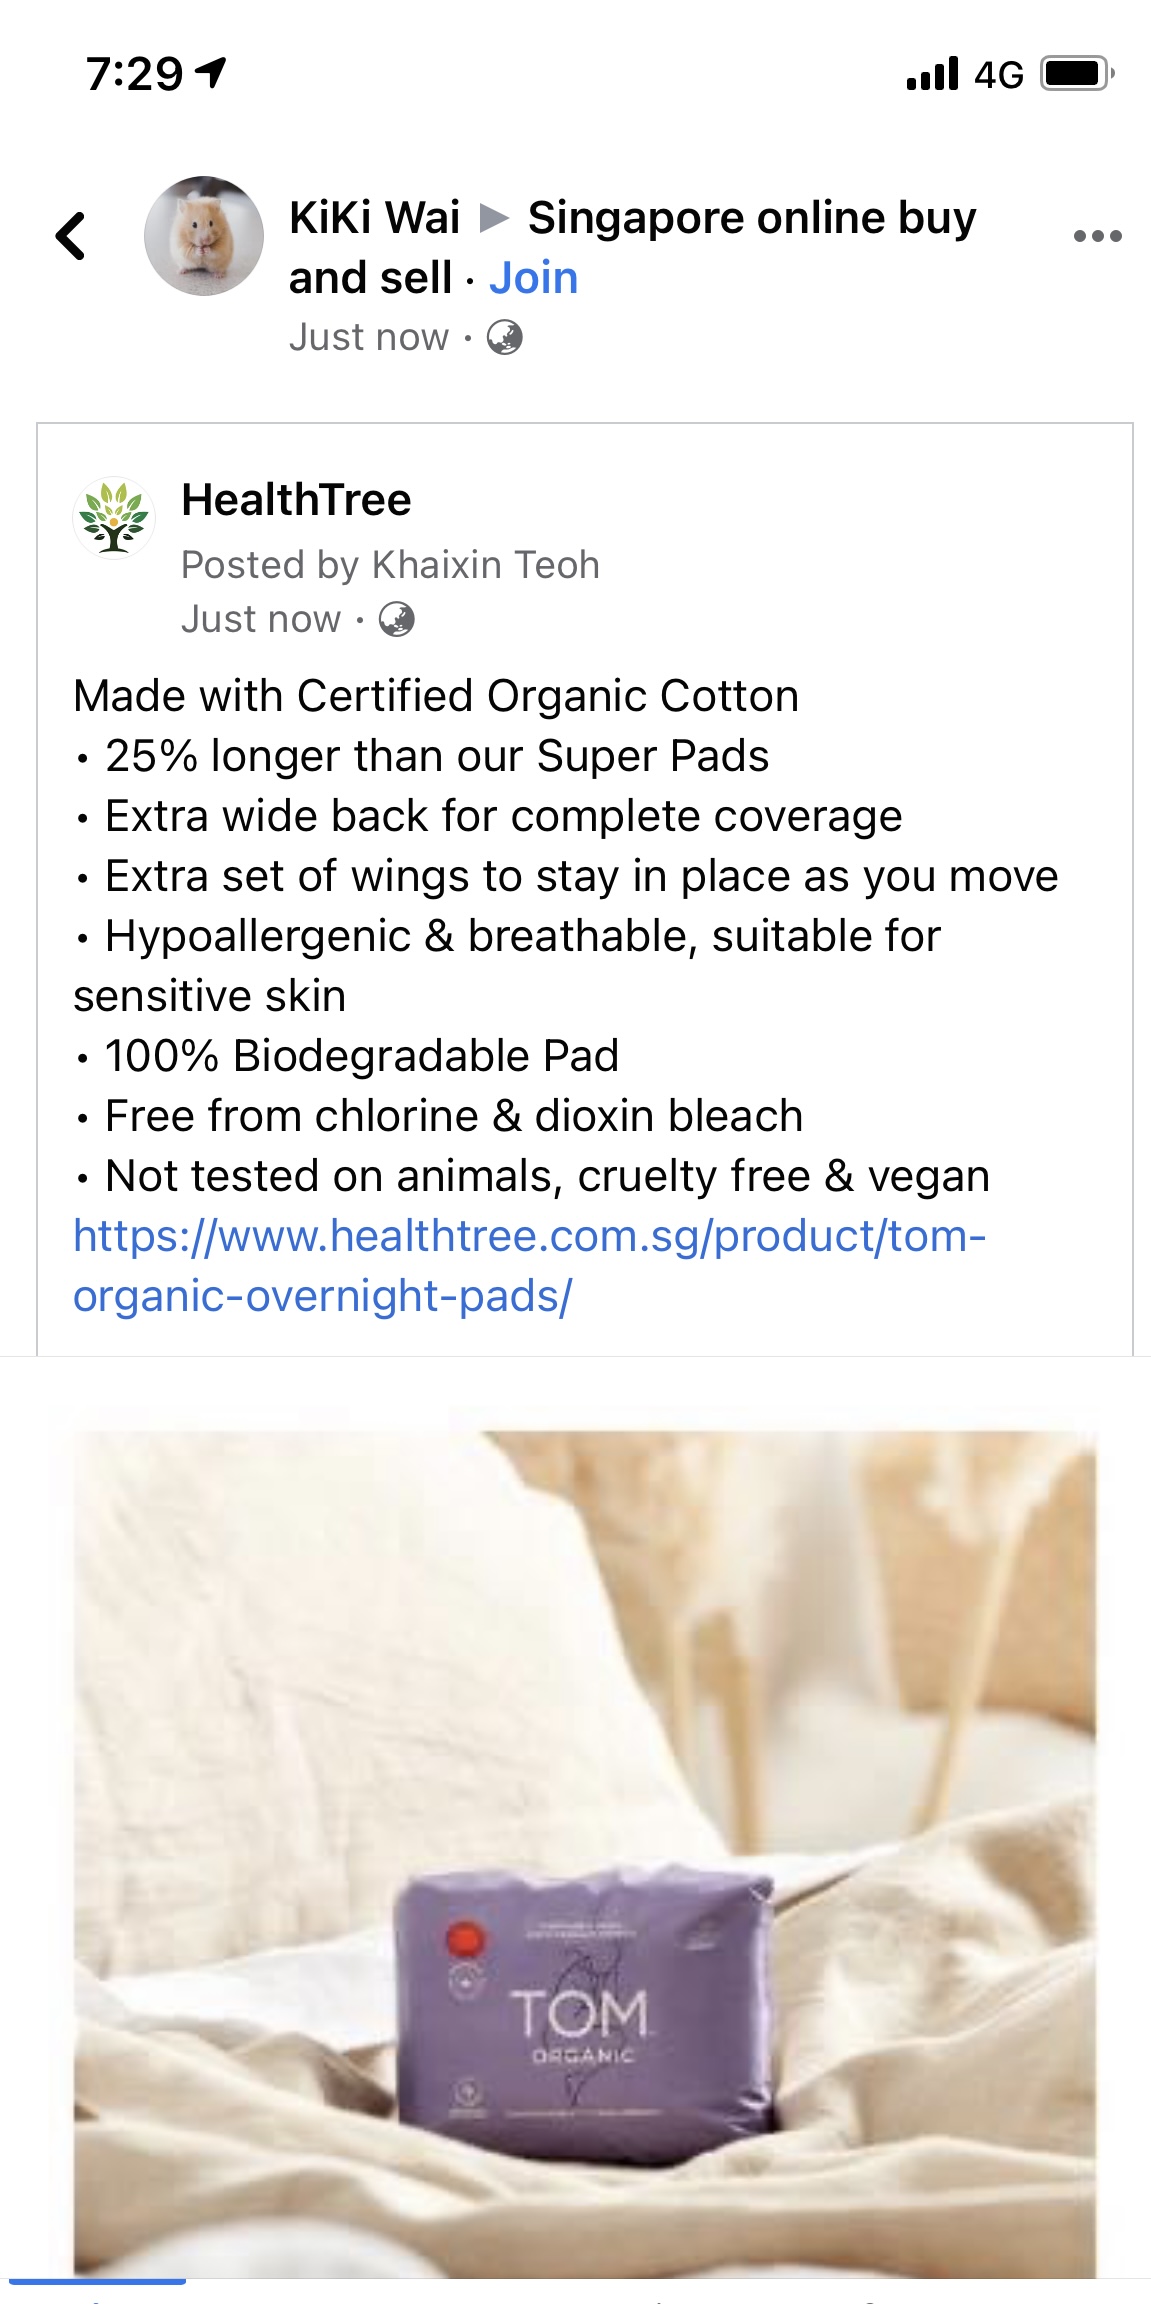 7:29
4G
KiKi Wai ▶ Singapore online buy
and sell · Join
Just now ·
HealthTree
Posted by Khaixin Teoh
Just now ·
Made with Certified Organic Cotton
• 25% longer than our Super Pads
• Extra wide back for complete coverage
• Extra set of wings to stay in place as you move
• Hypoallergenic & breathable, suitable for
sensitive skin
• 100% Biodegradable Pad
• Free from chlorine & dioxin bleach
• Not tested on animals, cruelty free & vegan
https://www.healthtree.com.sg/product/tom-
organic-overnight-pads/
TOM
ORGANIC